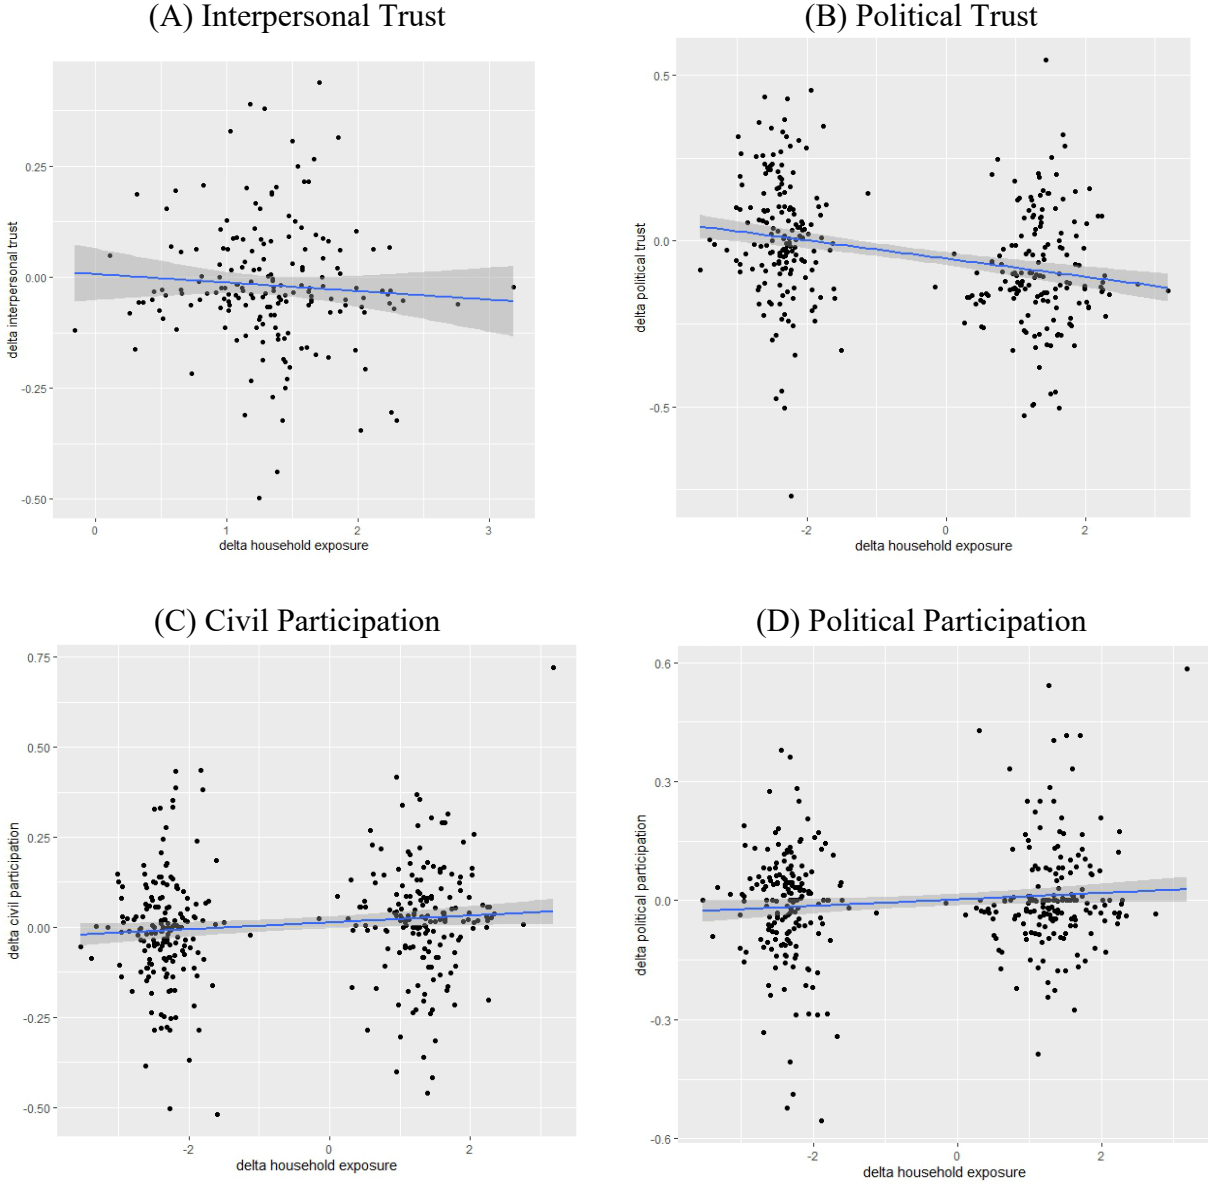 (A) Interpersonal Trust
0.25
0.00
-0.25
-0.50
delta interpersonal trust
0
1
2
3
delta household exposure
(B) Political Trust
0.5
0.0
-0.5
delta political trust
-2
0
2
delta household exposure
(C) Civil Participation
0.75
0.50
0.25
0.00
-0.25
-0.50
delta civil participation
-2
0
2
delta household exposure
(D) Political Participation
0.6
0.3
0.0
-0.3
-0.6
delta political participation
-2
0
2
delta household exposure